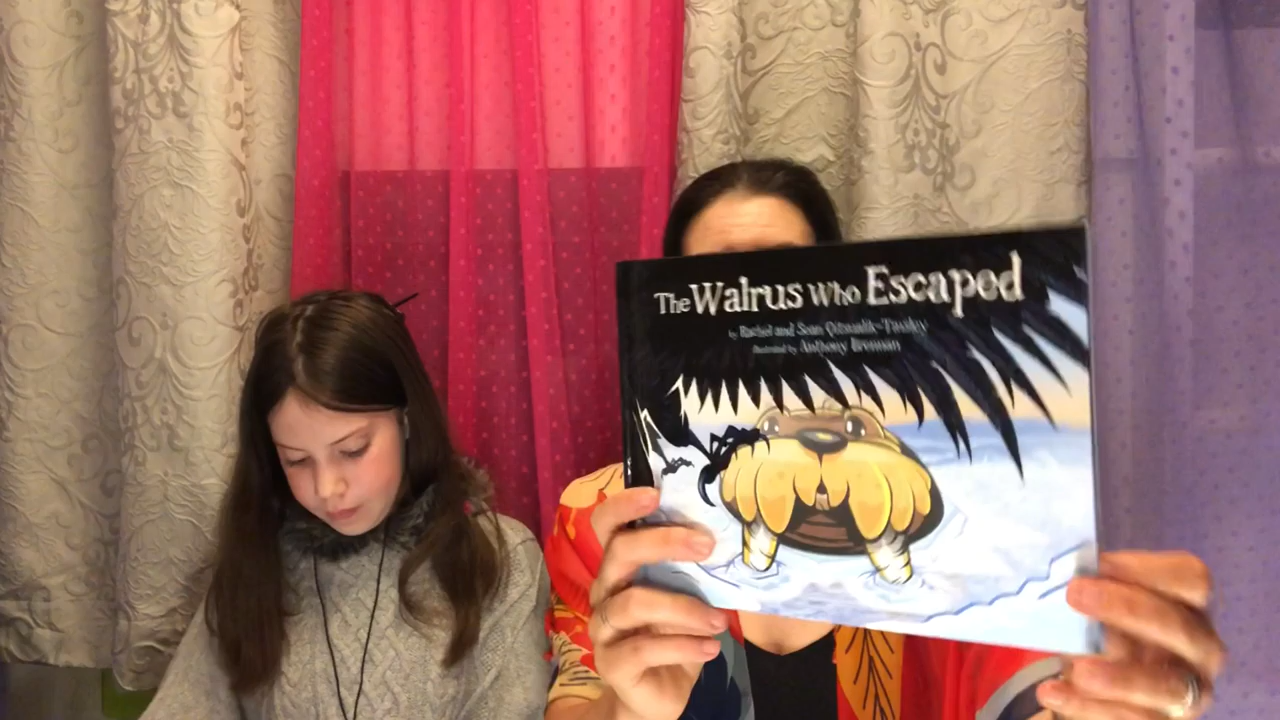 The Walrus Who Escaped
by Rachel and Sean Qitsualik-Tinsley
Illustrated by Anthony Brennan